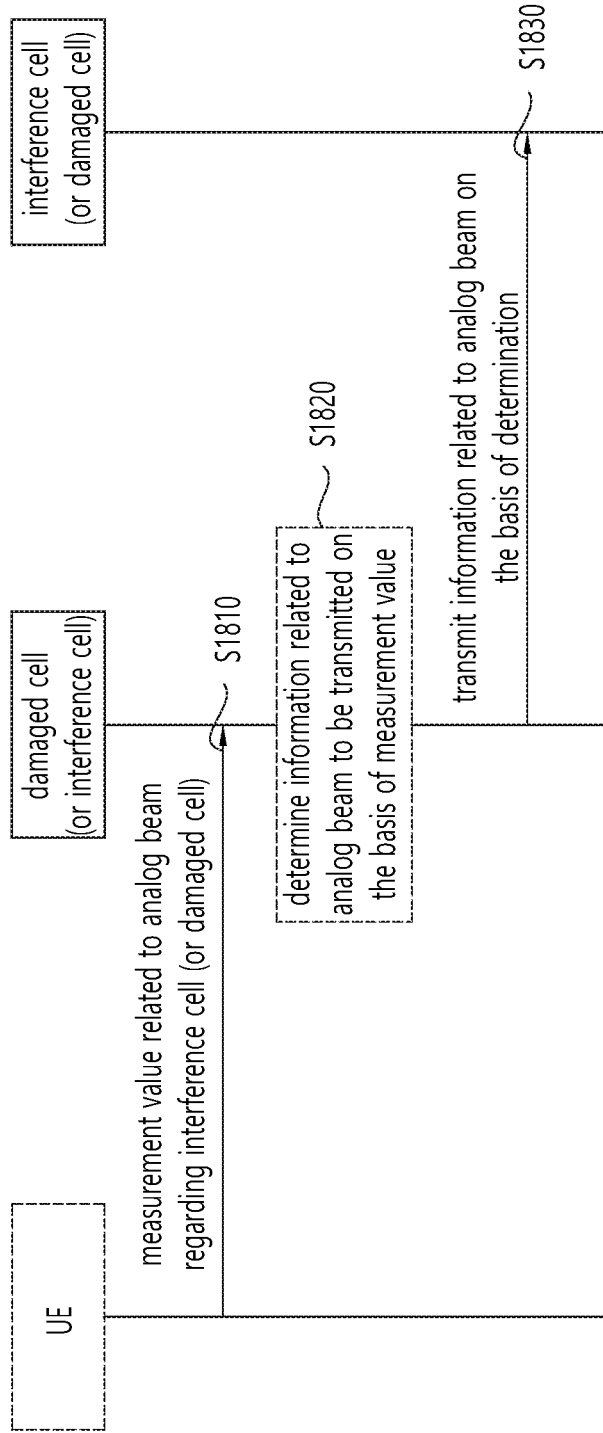 UE
damaged cell
(or interference cell)
interference cell
(or damaged cell)
measurement value related to analog beam
regarding interference cell (or damaged cell)
S1810
determine information related to
analog beam to be transmitted on
the basis of measurement value
S1820
transmit information related to analog beam on
the basis of determination
S1830